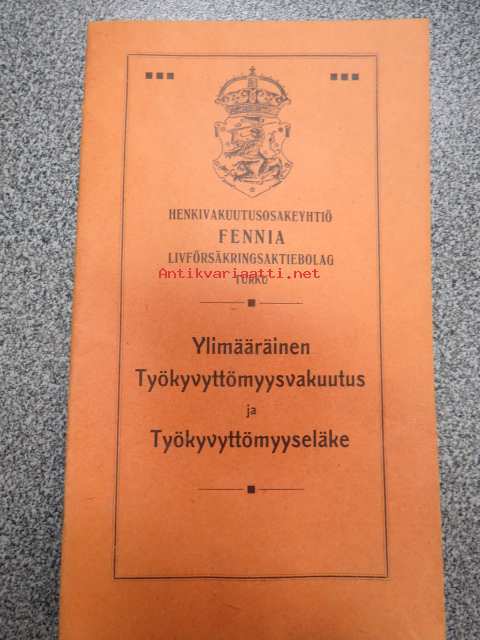 HENKIVAKUUTUSOSAKEYHTIÖ
FENNIA
LIVFÖRSÄKRINGSAKTIEBOLAG
Antikvariaatti.net
TURKU
Ylimääräinen
Työkyvyttömyysvakuutus
ja
Työkyvyttömyyseläke